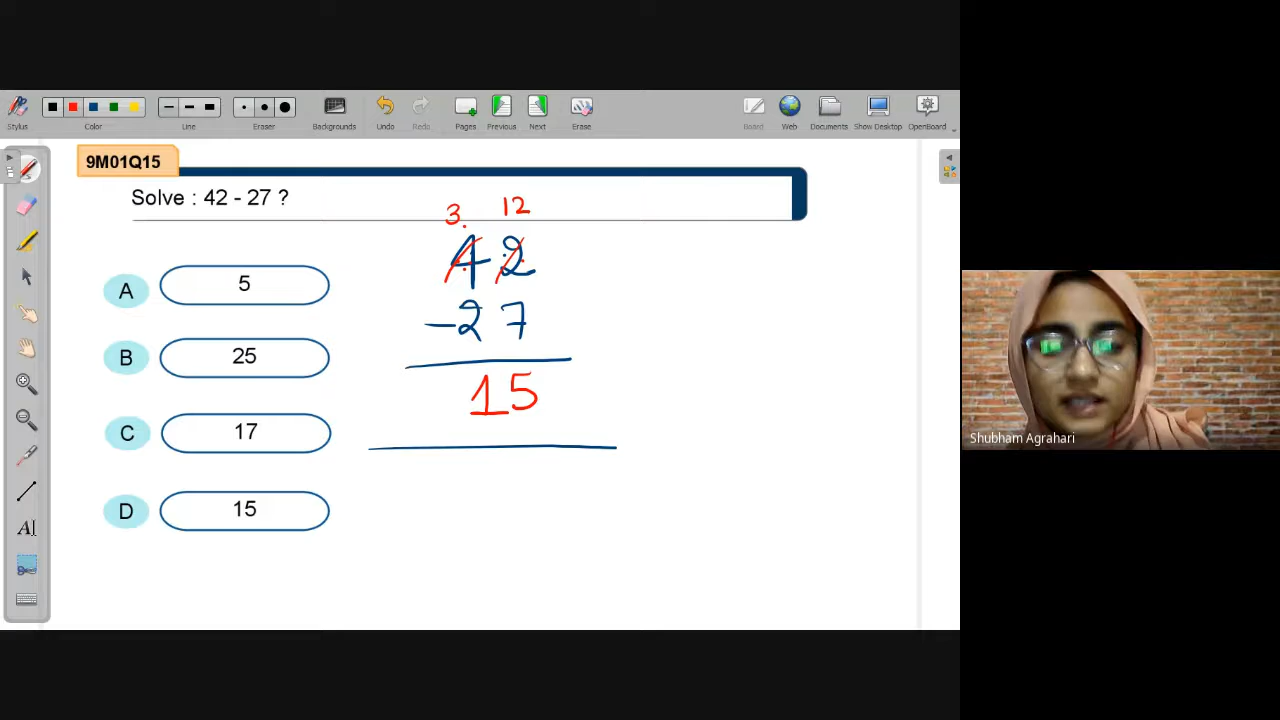 Stylus
Color
Line
Eraser
Backgrounds
Undo
Redo
Pages
Previous
Next
Erase
Board
Web
Documents
Show Desktop
OpenBoard
9M01Q15
Solve : 42 - 27 ?
3 12
42
-27
15
A 5
B 25
C 17
D 15
AI
Shubham Agrahari